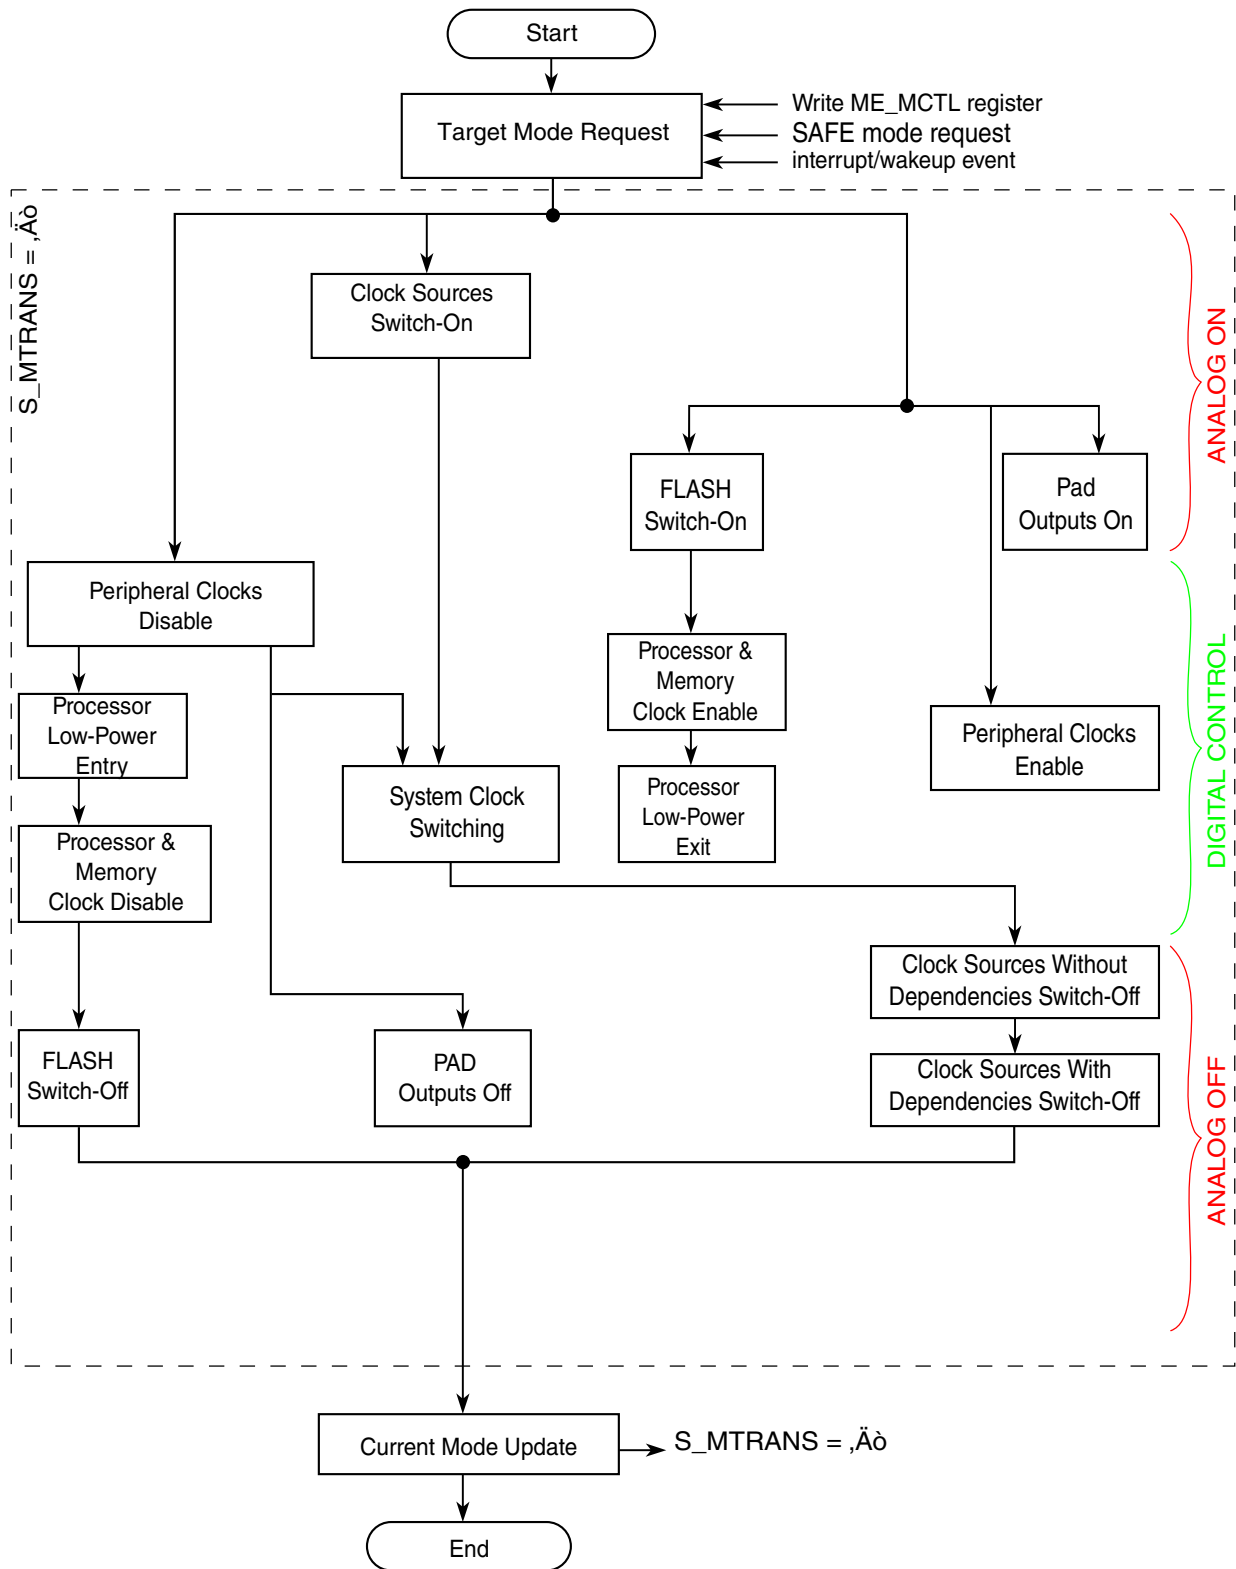 Start
Target Mode Request
Write ME_MCTL register
SAFE mode request
interrupt/wakeup event
S_MTRANS = ‚Äò
Clock Sources
Switch-On
ANALOG ON
FLASH
Switch-On
Pad
Outputs On
Peripheral Clocks
Disable
Processor &
Memory
Clock Enable
DIGITAL CONTROL
Processor
Low-Power
Entry
Peripheral Clocks
Enable
System Clock
Switching
Processor
Low-Power
Exit
Processor &
Memory
Clock Disable
Clock Sources Without
Dependencies Switch-Off
FLASH
Switch-Off
PAD
Outputs Off
Clock Sources With
Dependencies Switch-Off
ANALOG OFF
Current Mode Update
S_MTRANS = ‚Äò
End